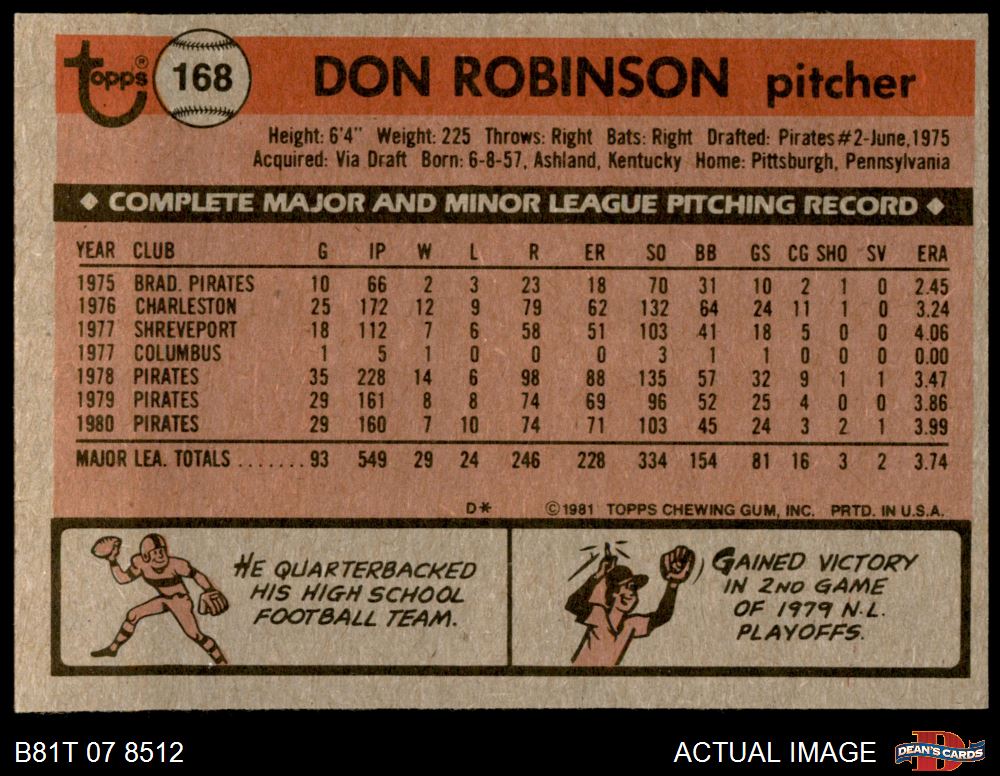 Topps® 168 DON ROBINSON pitcher
Height: 6'4" Weight: 225 Throws: Right Bats: Right Drafted: Pirates #2-June, 1975
Acquired: Via Draft Born: 6-8-57, Ashland, Kentucky Home: Pittsburgh, Pennsylvania
◆ COMPLETE MAJOR AND MINOR LEAGUE PITCHING RECORD ◆
YEAR CLUB G IP W L R ER SO BB GS CG SHO SV ERA
1975 BRAD. PIRATES 10 66 2 3 23 18 70 31 10 2 1 0 2.45
1976 CHARLESTON 25 172 12 9 79 62 132 64 24 11 1 0 3.24
1977 SHREVEPORT 18 112 7 6 58 51 103 41 18 5 0 0 4.06
1977 COLUMBUS 1 5 1 0 0 0 3 1 1 0 0 0 0.00
1978 PIRATES 35 228 14 6 98 88 135 57 32 9 1 1 3.47
1979 PIRATES 29 161 8 8 74 69 96 52 25 4 0 0 3.86
1980 PIRATES 29 160 7 10 74 71 103 45 24 3 2 1 3.99
MAJOR LEA. TOTALS ....... 93 549 29 24 246 228 334 154 81 16 3 2 3.74
D* ©1981 TOPPS CHEWING GUM, INC. PRTD. IN U.S.A.
HE QUARTERBACKED
HIS HIGH SCHOOL
FOOTBALL TEAM.
GAINED VICTORY
IN 2ND GAME
OF 1979 N.L.
PLAYOFFS.
B81T 07 8512 ACTUAL IMAGE DEAN'S CARDS